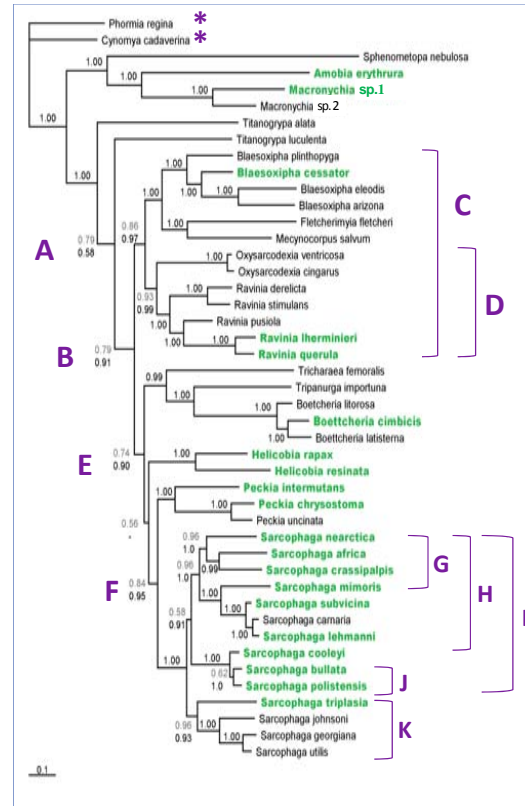 Phormia regina *
Cynomya cadaverina *
Sphenometopa nebulosa
1.00
1.00
Amobia erythrura
1.00
Macronychia sp.1
1.00
Macronychia sp.2
Titanogrypa alata
Titanogrypa luculenta
Blaesoxipha plinthopyga
1.00
Blaesoxipha cessator
1.00
Blaesoxipha eleodis
1.00
1.00
Blaesoxipha arizona
C
Fletcherimyia fletcheri
0.86
0.97
1.00
Mecynocorpus salvum
A
0.79
0.58
Oxysarcodexia ventricosa
1.00
Oxysarcodexia cingarus
Ravinia derelicta
0.93
0.99
1.00
Ravinia stimulans
D
1.00
Ravinia pusiola
1.00
Ravinia lherminieri
1.00
Ravinia querula
B
0.79
0.91
Tricharaea femoralis
0.99
Tripanurga importuna
1.00
Boetcheria litorosa
1.00
Boettcheria cimbicis
1.00
Boettcheria latisterna
E
0.74
0.90
Helicobia rapax
1.00
Helicobia resinata
Peckia intermutans
1.00
Peckia chrysostoma
1.00
Peckia uncinata
0.56
Sarcophaga nearctica
0.96
1.0
Sarcophaga africa
0.99
Sarcophaga crassipalpis
G
0.96
1.0
Sarcophaga mimoris
1.00
H
F
0.84
0.95
Sarcophaga subvicina
1.00
Sarcophaga carnaria
1.00
Sarcophaga lehmanni
0.58
0.91
Sarcophaga cooleyi
1.00
Sarcophaga bullata
0.62
1.0
Sarcophaga polistensis
J
1.00
Sarcophaga triplasia
0.96
0.93
Sarcophaga johnsoni
1.00
K
Sarcophaga georgiana
1.00
Sarcophaga utilis
0.1